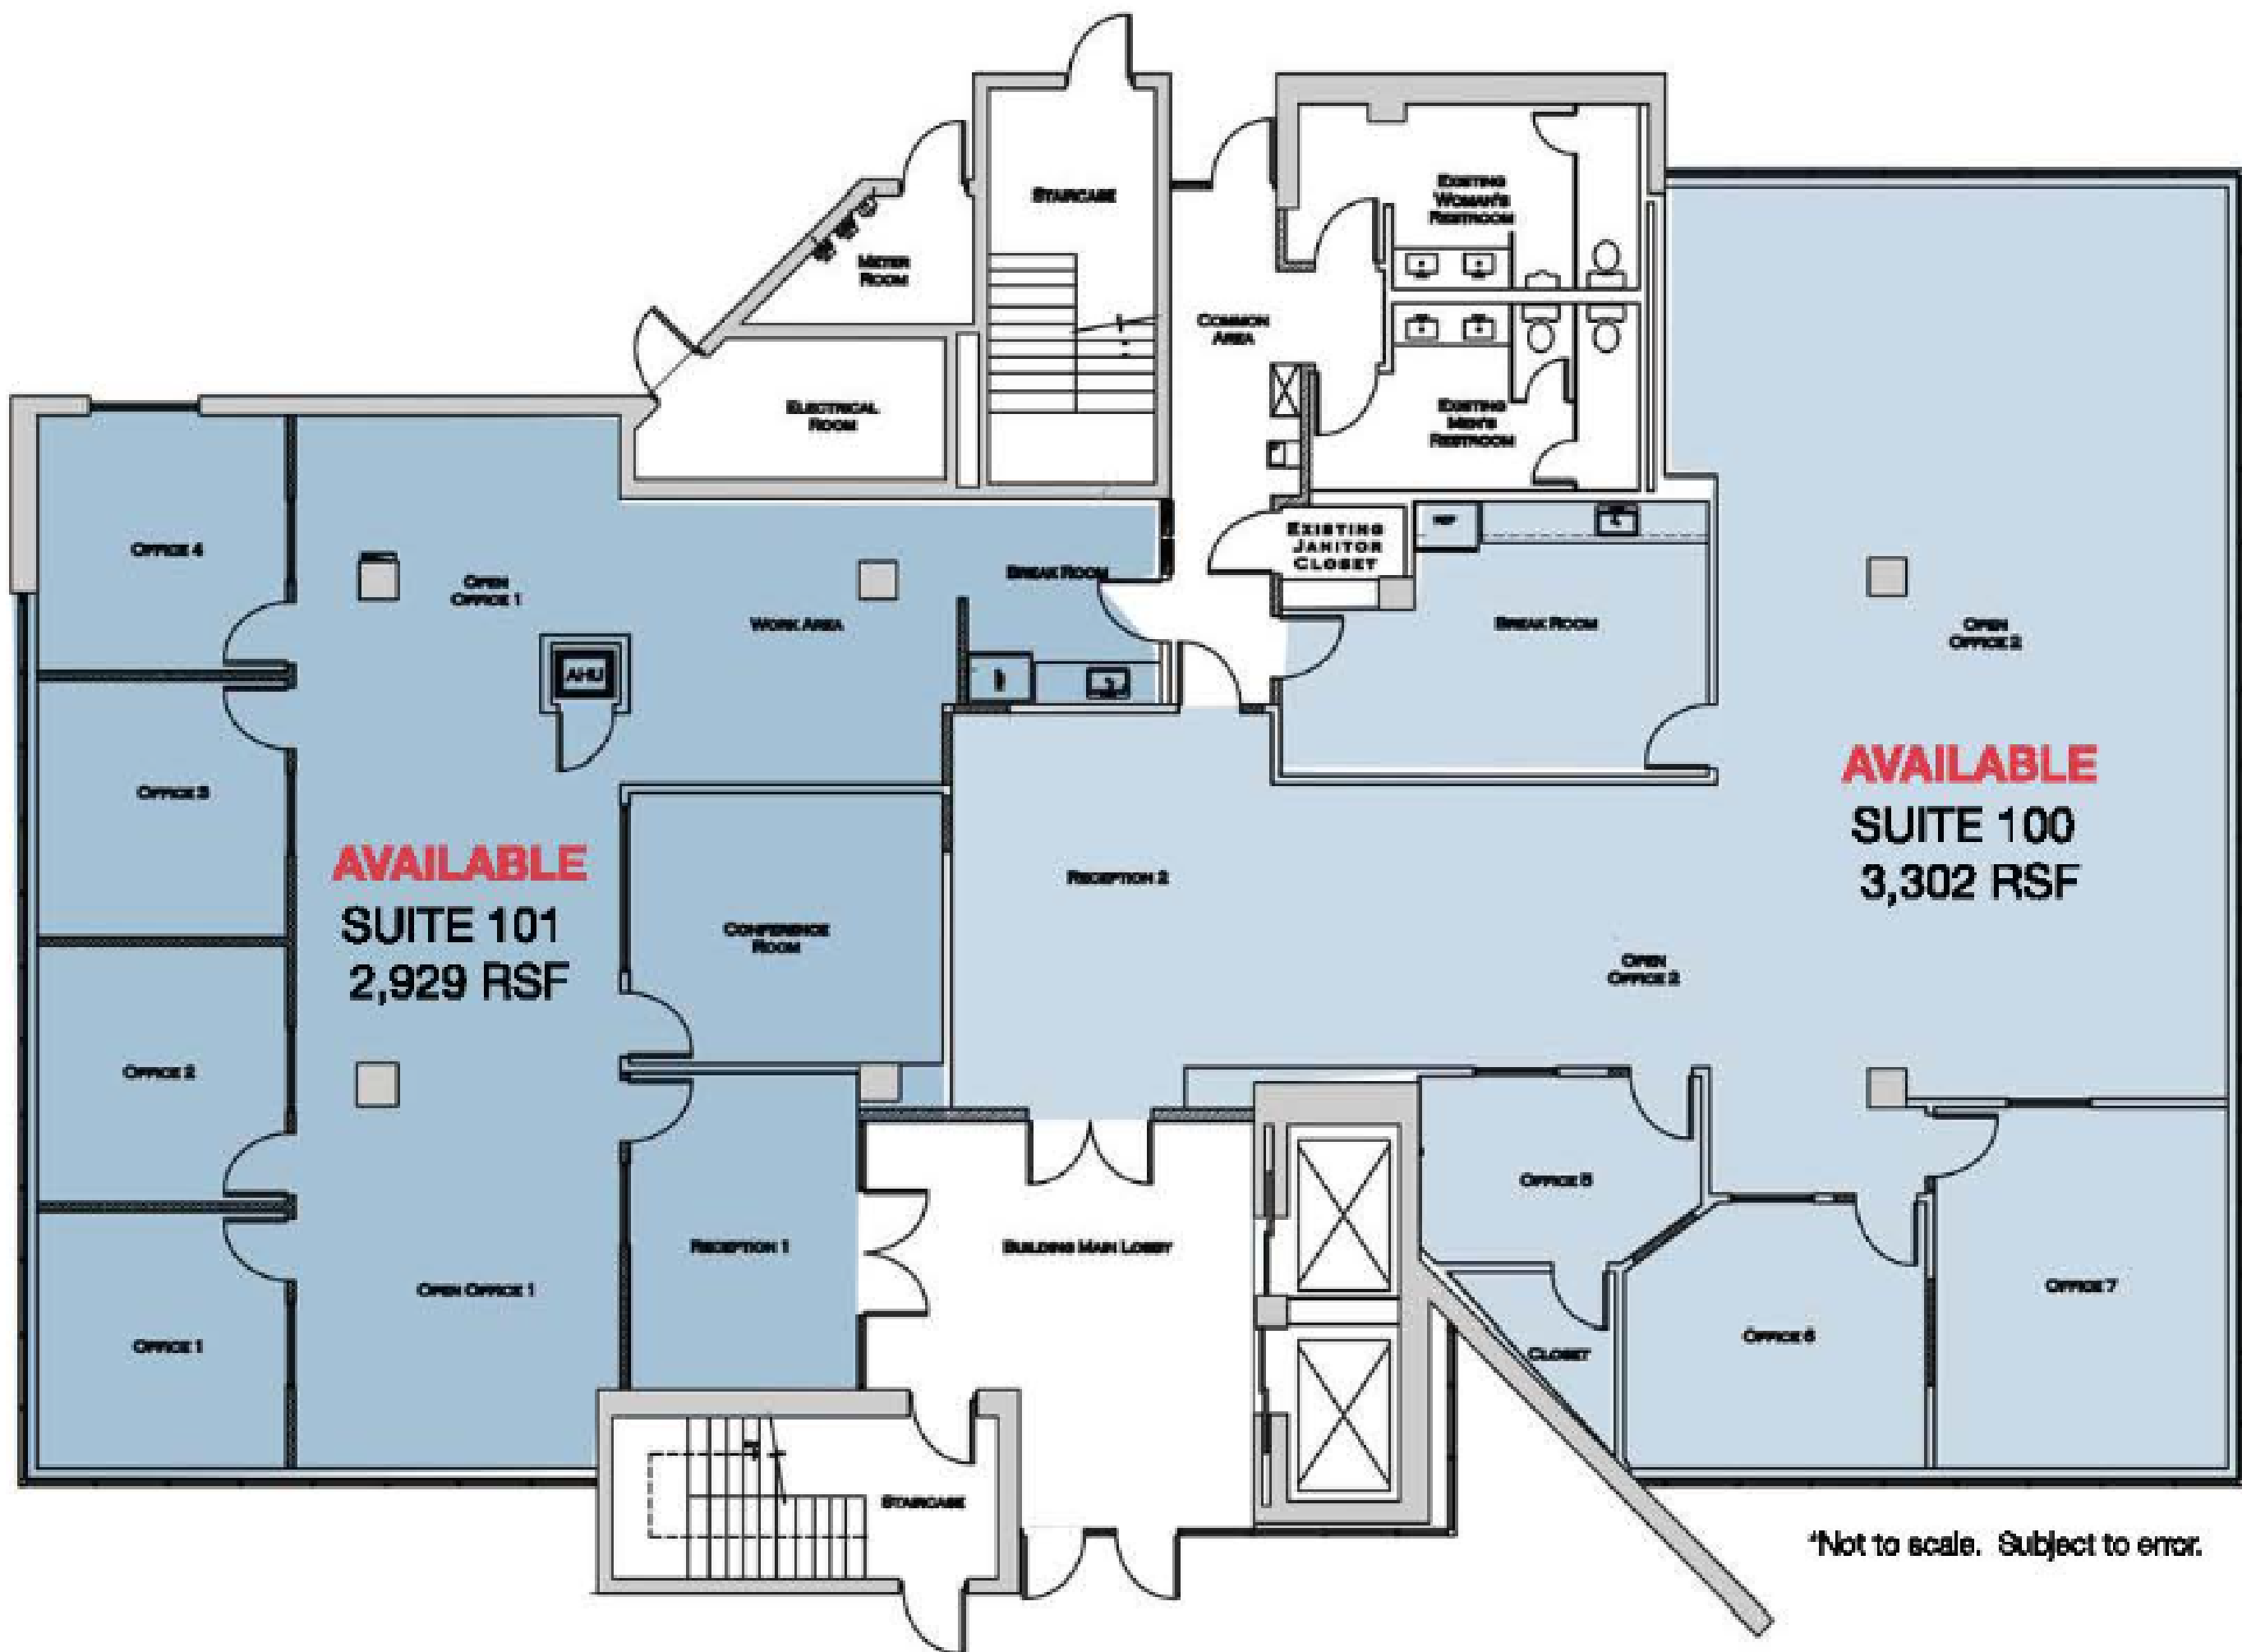 STAIRCASE
EXISTING
WOMAN'S
RESTROOM
METER
ROOM
COMMON
AREA
ELECTRICAL
ROOM
EXISTING
MEN'S
RESTROOM
OFFICE 4
OPEN
OFFICE 1
WORK AREA
BREAK ROOM
EXISTING
JANITOR
CLOSET
REF
BREAK ROOM
OPEN
OFFICE 2
AHU
OFFICE 3
AVAILABLE
SUITE 101
2,929 RSF
CONFERENCE
ROOM
RECEPTION 2
AVAILABLE
SUITE 100
3,302 RSF
OPEN
OFFICE 2
OFFICE 2
OFFICE 5
OPEN OFFICE 1
RECEPTION 1
BUILDING MAIN LOBBY
OFFICE 7
OFFICE 1
CLOSET
OFFICE 6
STAIRCASE
*Not to scale. Subject to error.